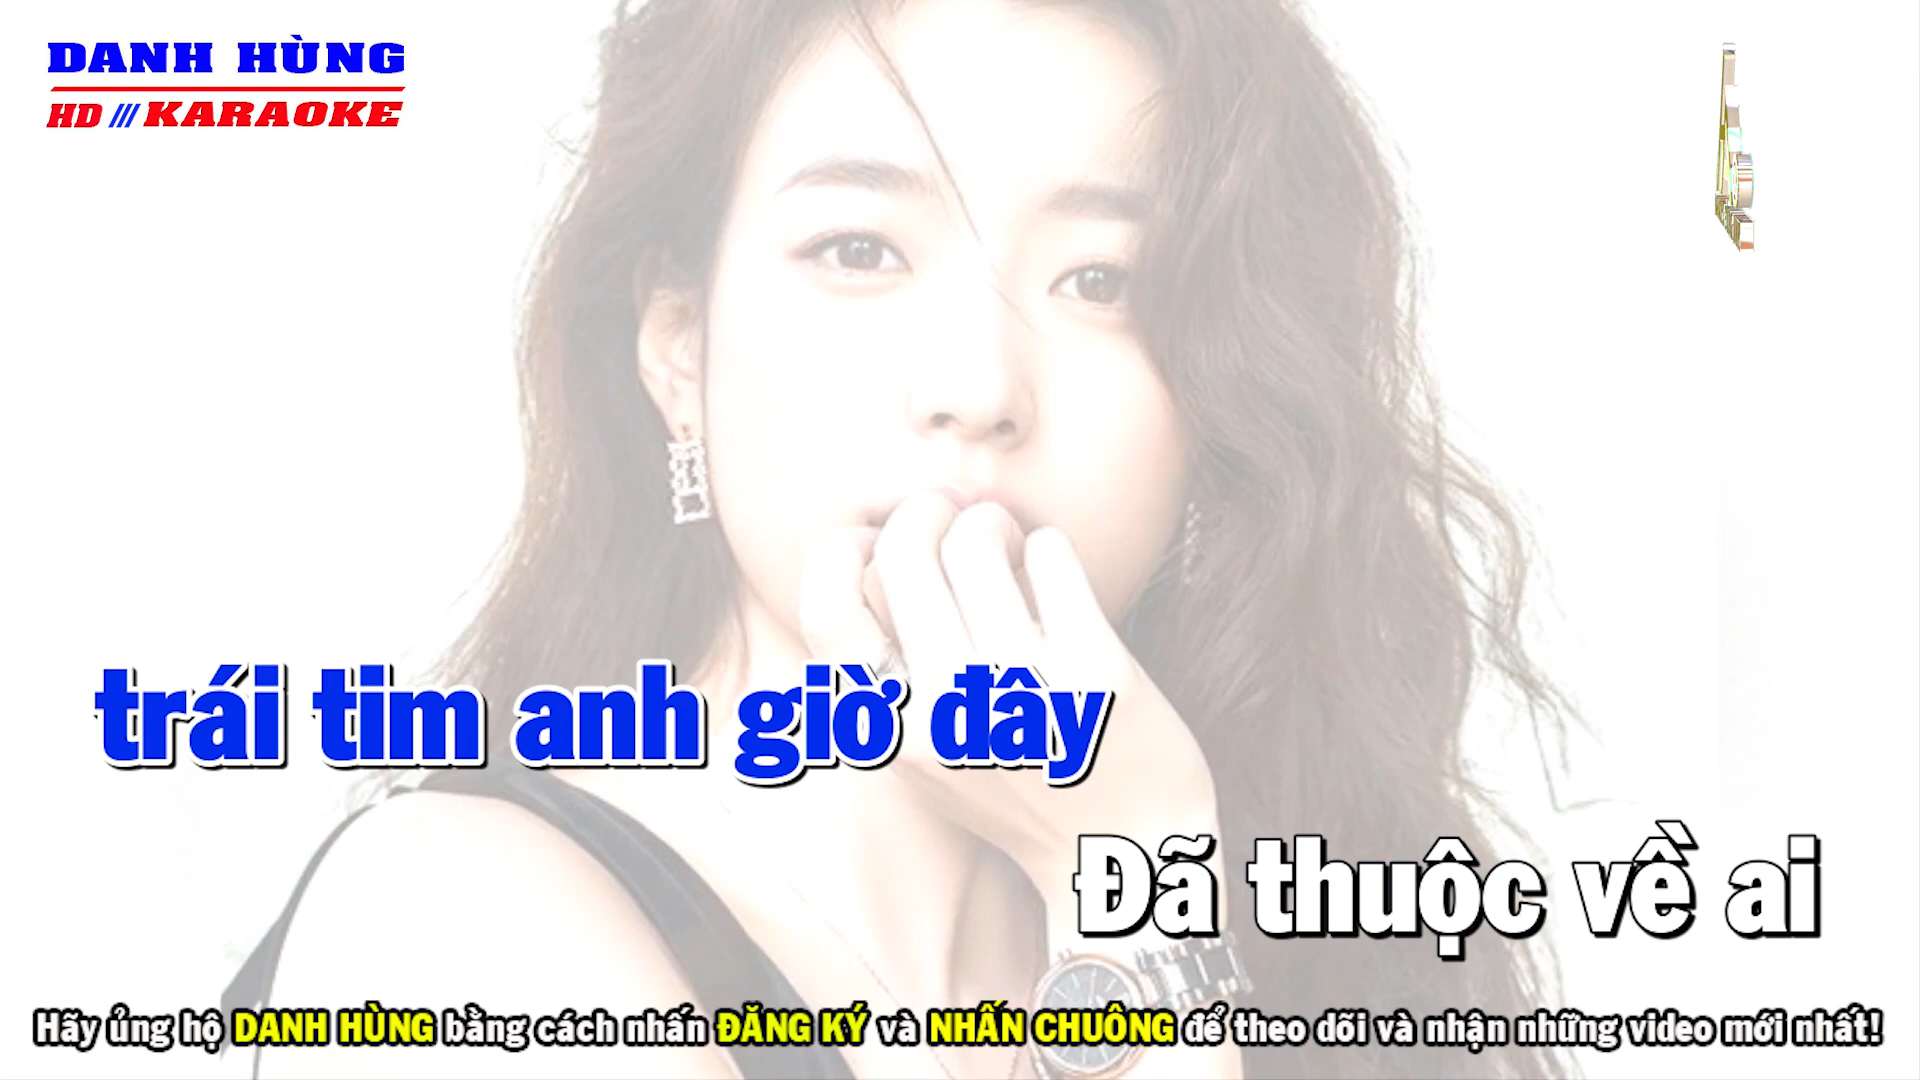 DANH HÙNG
HD /// KARAOKE
trái tim anh giờ đây
Đã thuộc về ai
Hãy ủng hộ DANH HÙNG bằng cách nhấn ĐĂNG KÝ và NHẤN CHUÔNG để theo dõi và nhận những video mới nhất!